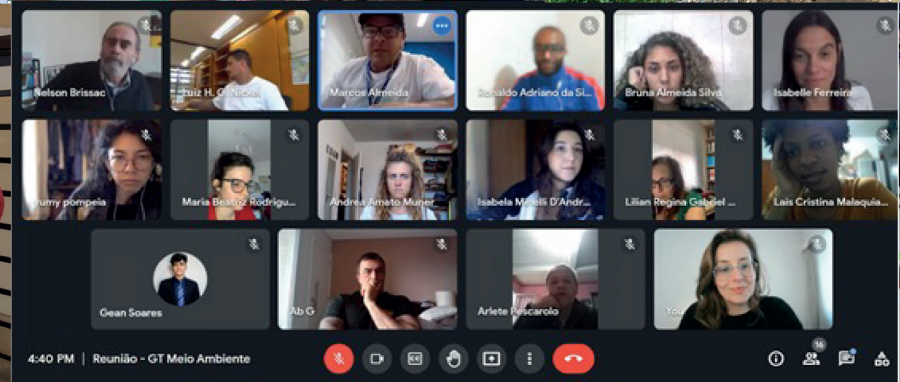 Nelson Brissac
Luiz H. G.
Marcos Almeida
Ronaldo Adriano da Si...
Bruna Almeida Silva
Isabelle Ferreira
yumy pompeia
Maria Beatriz Rodrigu...
Andrea Amato Muner
Isabela Minelli D'Andr...
Lilian Regina Gabriel ...
Lais Cristina Malaquia...
Gean Soares
Ab G
Arlete Pescarolo
You
4:40 PM | Reunião - GT Meio Ambiente
16